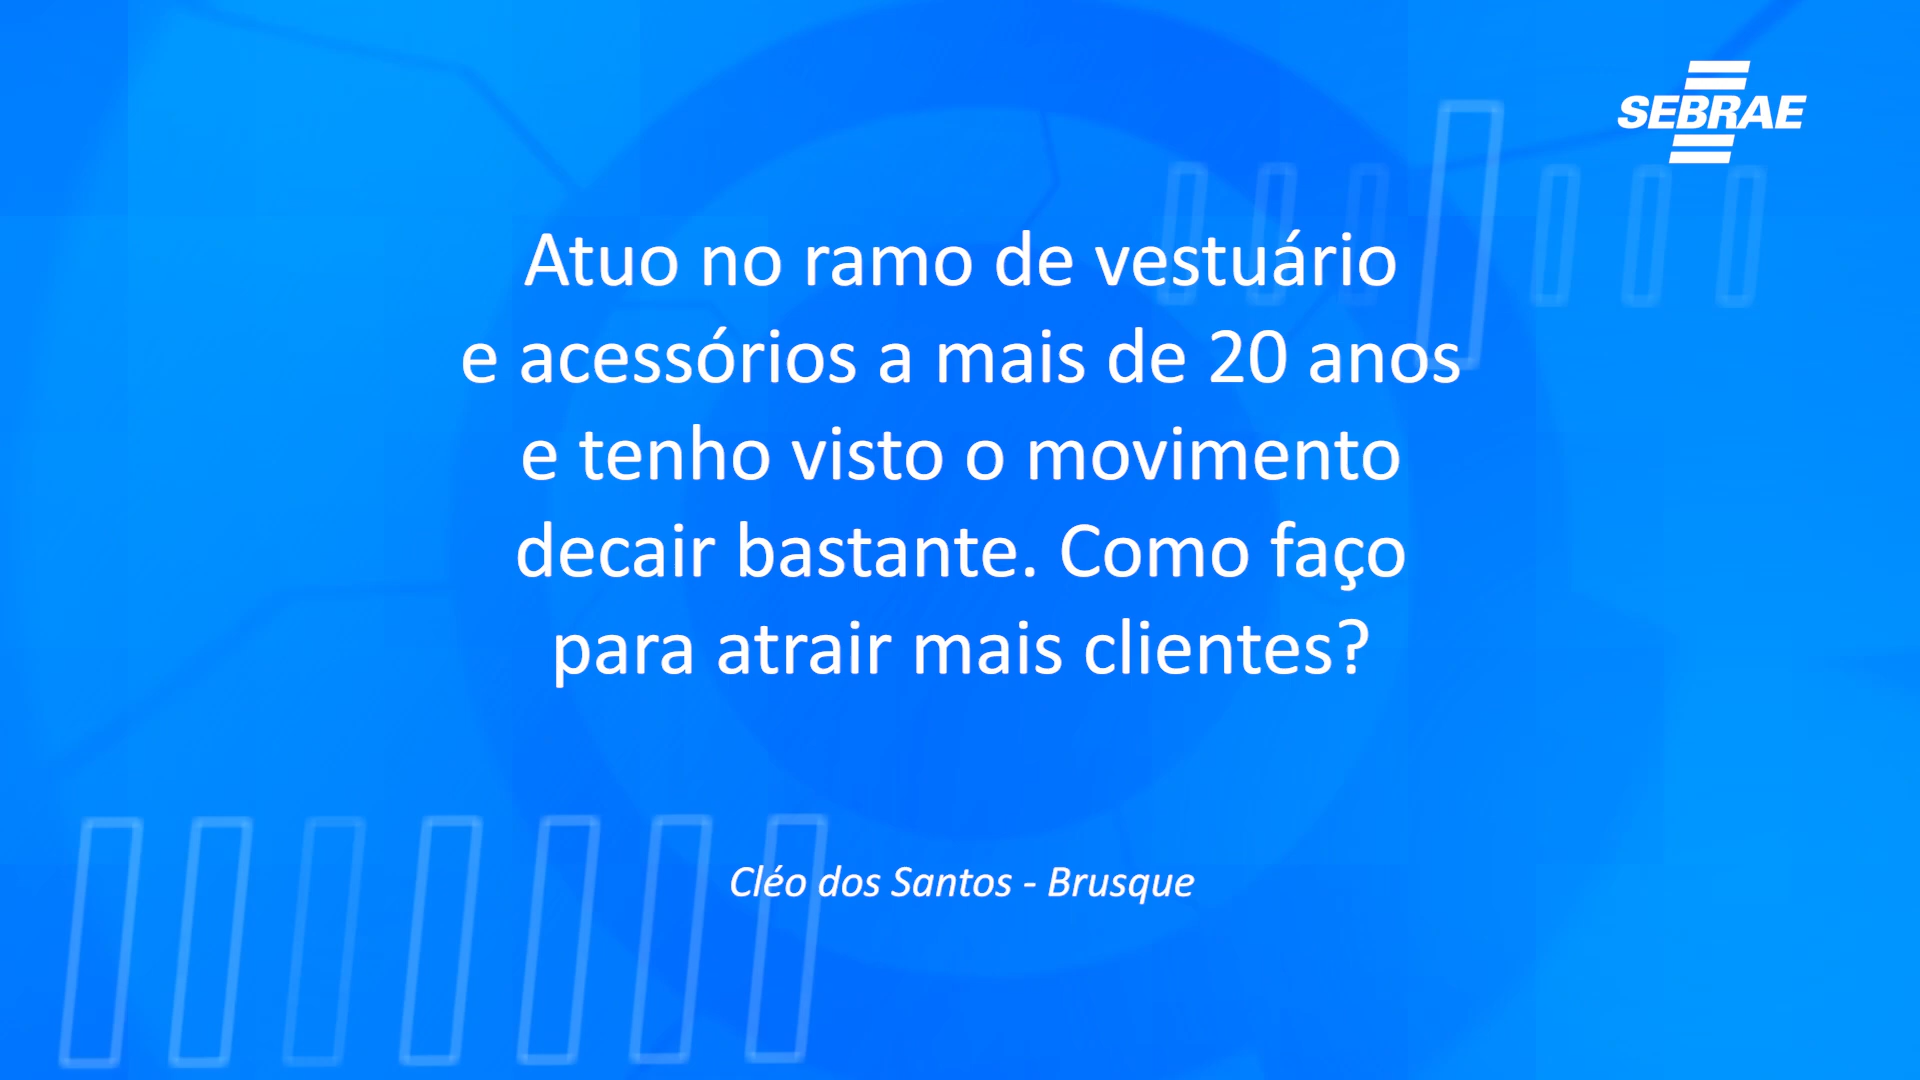 SEBRAE
Atuo no ramo de vestuário
e acessórios a mais de 20 anos
e tenho visto o movimento
decair bastante. Como faço
para atrair mais clientes?
Cléo dos Santos - Brusque